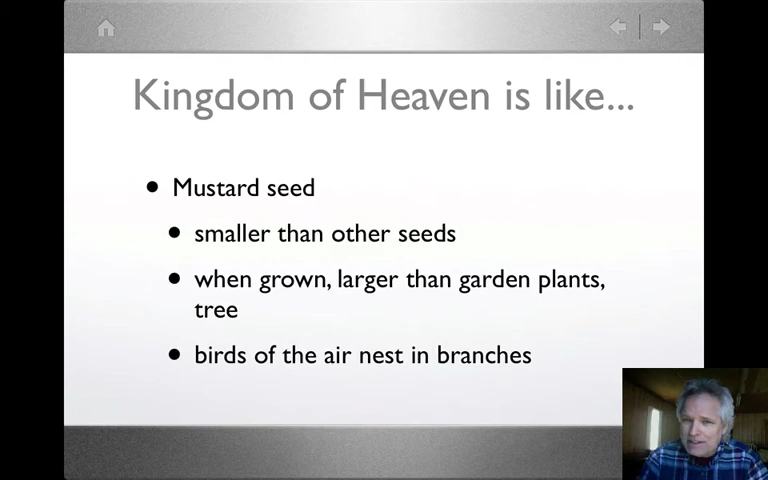 Kingdom of Heaven is like...
• Mustard seed
• smaller than other seeds
• when grown, larger than garden plants,
tree
• birds of the air nest in branches